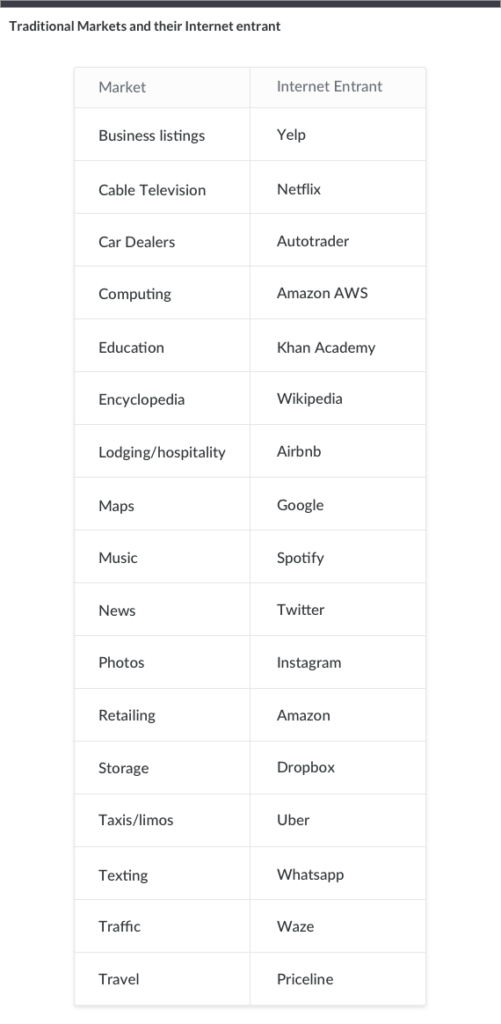 Traditional Markets and their Internet entrant
Market Internet Entrant
Business listings Yelp
Cable Television Netflix
Car Dealers Autotrader
Computing Amazon AWS
Education Khan Academy
Encyclopedia Wikipedia
Lodging/hospitality Airbnb
Maps Google
Music Spotify
News Twitter
Photos Instagram
Retailing Amazon
Storage Dropbox
Taxis/limos Uber
Texting Whatsapp
Traffic Waze
Travel Priceline